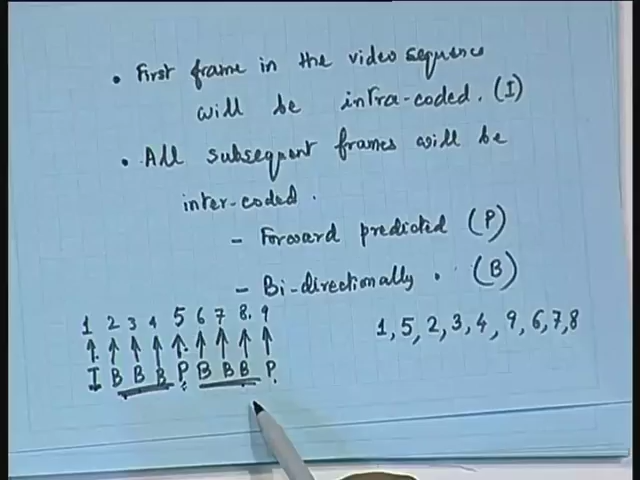 • First frame in the video sequence
will be intra-coded. (I)
• All subsequent frames will be
inter-coded.
- Forward predicted (P)
- Bi-directionally. (B)
1 2 3 4 5 6 7 8. 9
I B B B P B B B P
1, 5, 2, 3, 4, 9, 6, 7, 8